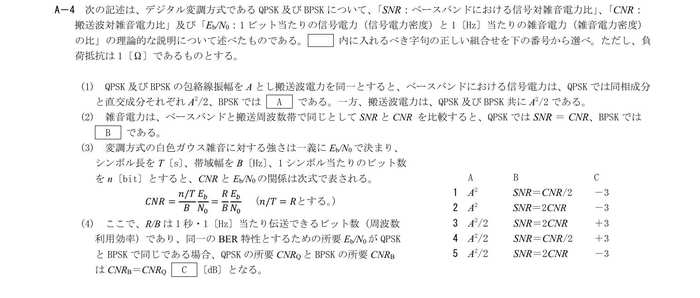 A-4 次の記述は、デジタル変調方式であるQPSK及びBPSKについて、「SNR：ベースバンドにおける信号対雑音電力比」、「CNR：
搬送波対雑音電力比」及び「Eb/N0：1ビット当たりの信号電力（信号電力密度）と1〔Hz〕当たりの雑音電力（雑音電力密度）
の比」の理論的な説明について述べたものである。□内に入れるべき字句の正しい組合せを下の番号から選べ。ただし、負
荷抵抗は1〔Ω〕であるものとする。
(1) QPSK及びBPSKの包絡線振幅をAとし搬送波電力を同一とすると、ベースバンドにおける信号電力は、QPSKでは同相成分
と直交成分それぞれA²/2、BPSKでは A である。一方、搬送波電力は、QPSK及びBPSK共にA²/2である。
(2) 雑音電力は、ベースバンドと搬送周波数帯で同じとしてSNRとCNRを比較すると、QPSKではSNR = CNR、BPSKでは
B である。
(3) 変調方式の白色ガウス雑音に対する強さは一義にEb/N0で決まり、
シンボル長をT〔s〕、帯域幅をB〔Hz〕、1シンボル当たりのビット数
をn〔bit〕とすると、CNRとEb/N0の関係は次式で表される。
CNR = (n/T)/B Eb/N0 = R/B Eb/N0 （n/T = Rとする。）
(4) ここで、R/Bは1秒・1〔Hz〕当たり伝送できるビット数（周波数
利用効率）であり、同一のBER特性とするための所要Eb/N0がQPSK
とBPSKで同じである場合、QPSKの所要CNRQとBPSKの所要CNRB
はCNRB=CNRQ C 〔dB〕となる。
A B C
1 A² SNR=CNR/2 －3
2 A² SNR=2CNR －3
3 A²/2 SNR=2CNR ＋3
4 A²/2 SNR=CNR/2 ＋3
5 A²/2 SNR=2CNR －3